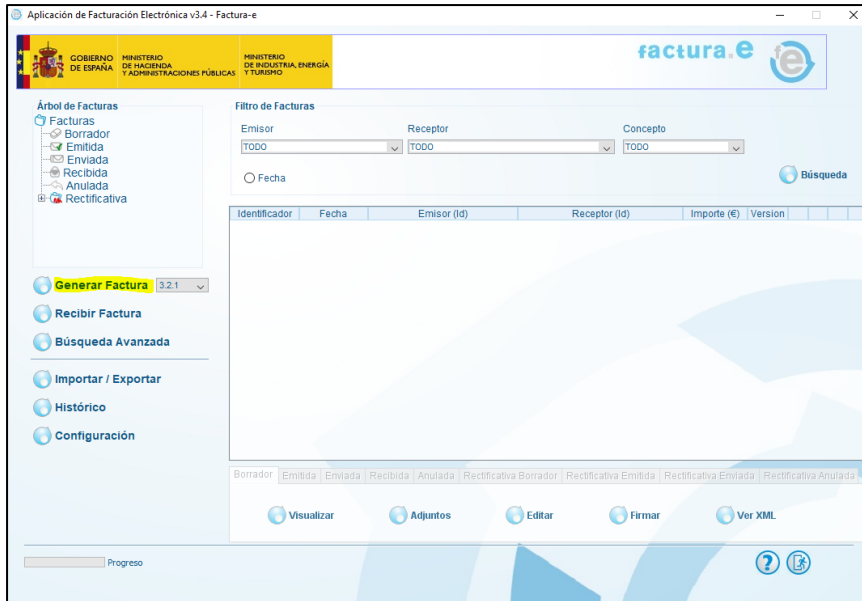 Aplicación de Facturación Electrónica v3.4 - Factura-e
GOBIERNO DE ESPAÑA
MINISTERIO DE HACIENDA Y ADMINISTRACIONES PÚBLICAS
MINISTERIO DE INDUSTRIA, ENERGÍA Y TURISMO
factura.e
Árbol de Facturas
Facturas
Borrador
Emitida
Enviada
Recibida
Anulada
Rectificativa
Filtro de Facturas
Emisor Receptor Concepto
TODO TODO TODO
Fecha
Búsqueda
Identificador Fecha Emisor (Id) Receptor (Id) Importe (€) Version
Generar Factura 3.2.1
Recibir Factura
Búsqueda Avanzada
Importar / Exportar
Histórico
Configuración
Borrador Emitida Enviada Recibida Anulada Rectificativa Borrador Rectificativa Emitida Rectificativa Enviada Rectificativa Anulada
Visualizar Adjuntos Editar Firmar Ver XML
Progreso